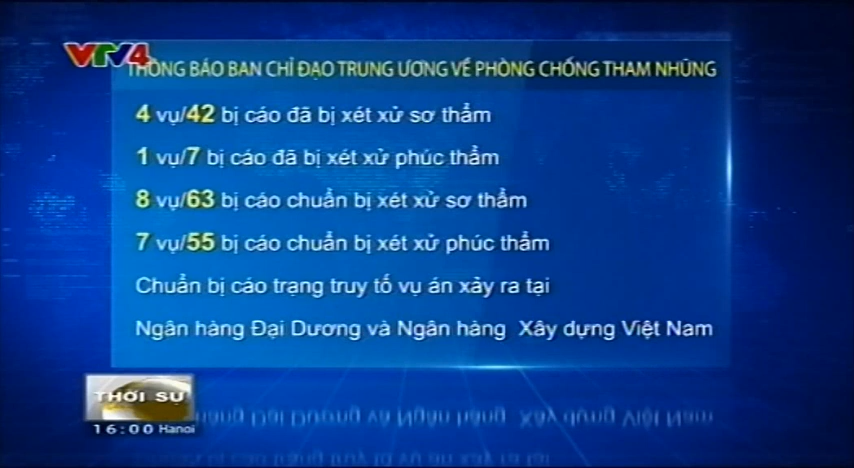 VTV4
THÔNG BÁO BAN CHỈ ĐẠO TRUNG ƯƠNG VỀ PHÒNG CHỐNG THAM NHŨNG
4 vụ/42 bị cáo đã bị xét xử sơ thẩm
1 vụ/7 bị cáo đã bị xét xử phúc thẩm
8 vụ/63 bị cáo chuẩn bị xét xử sơ thẩm
7 vụ/55 bị cáo chuẩn bị xét xử phúc thẩm
Chuẩn bị cáo trạng truy tố vụ án xảy ra tại
Ngân hàng Đại Dương và Ngân hàng Xây dựng Việt Nam
THỜI SỰ
16:00 Hanoi